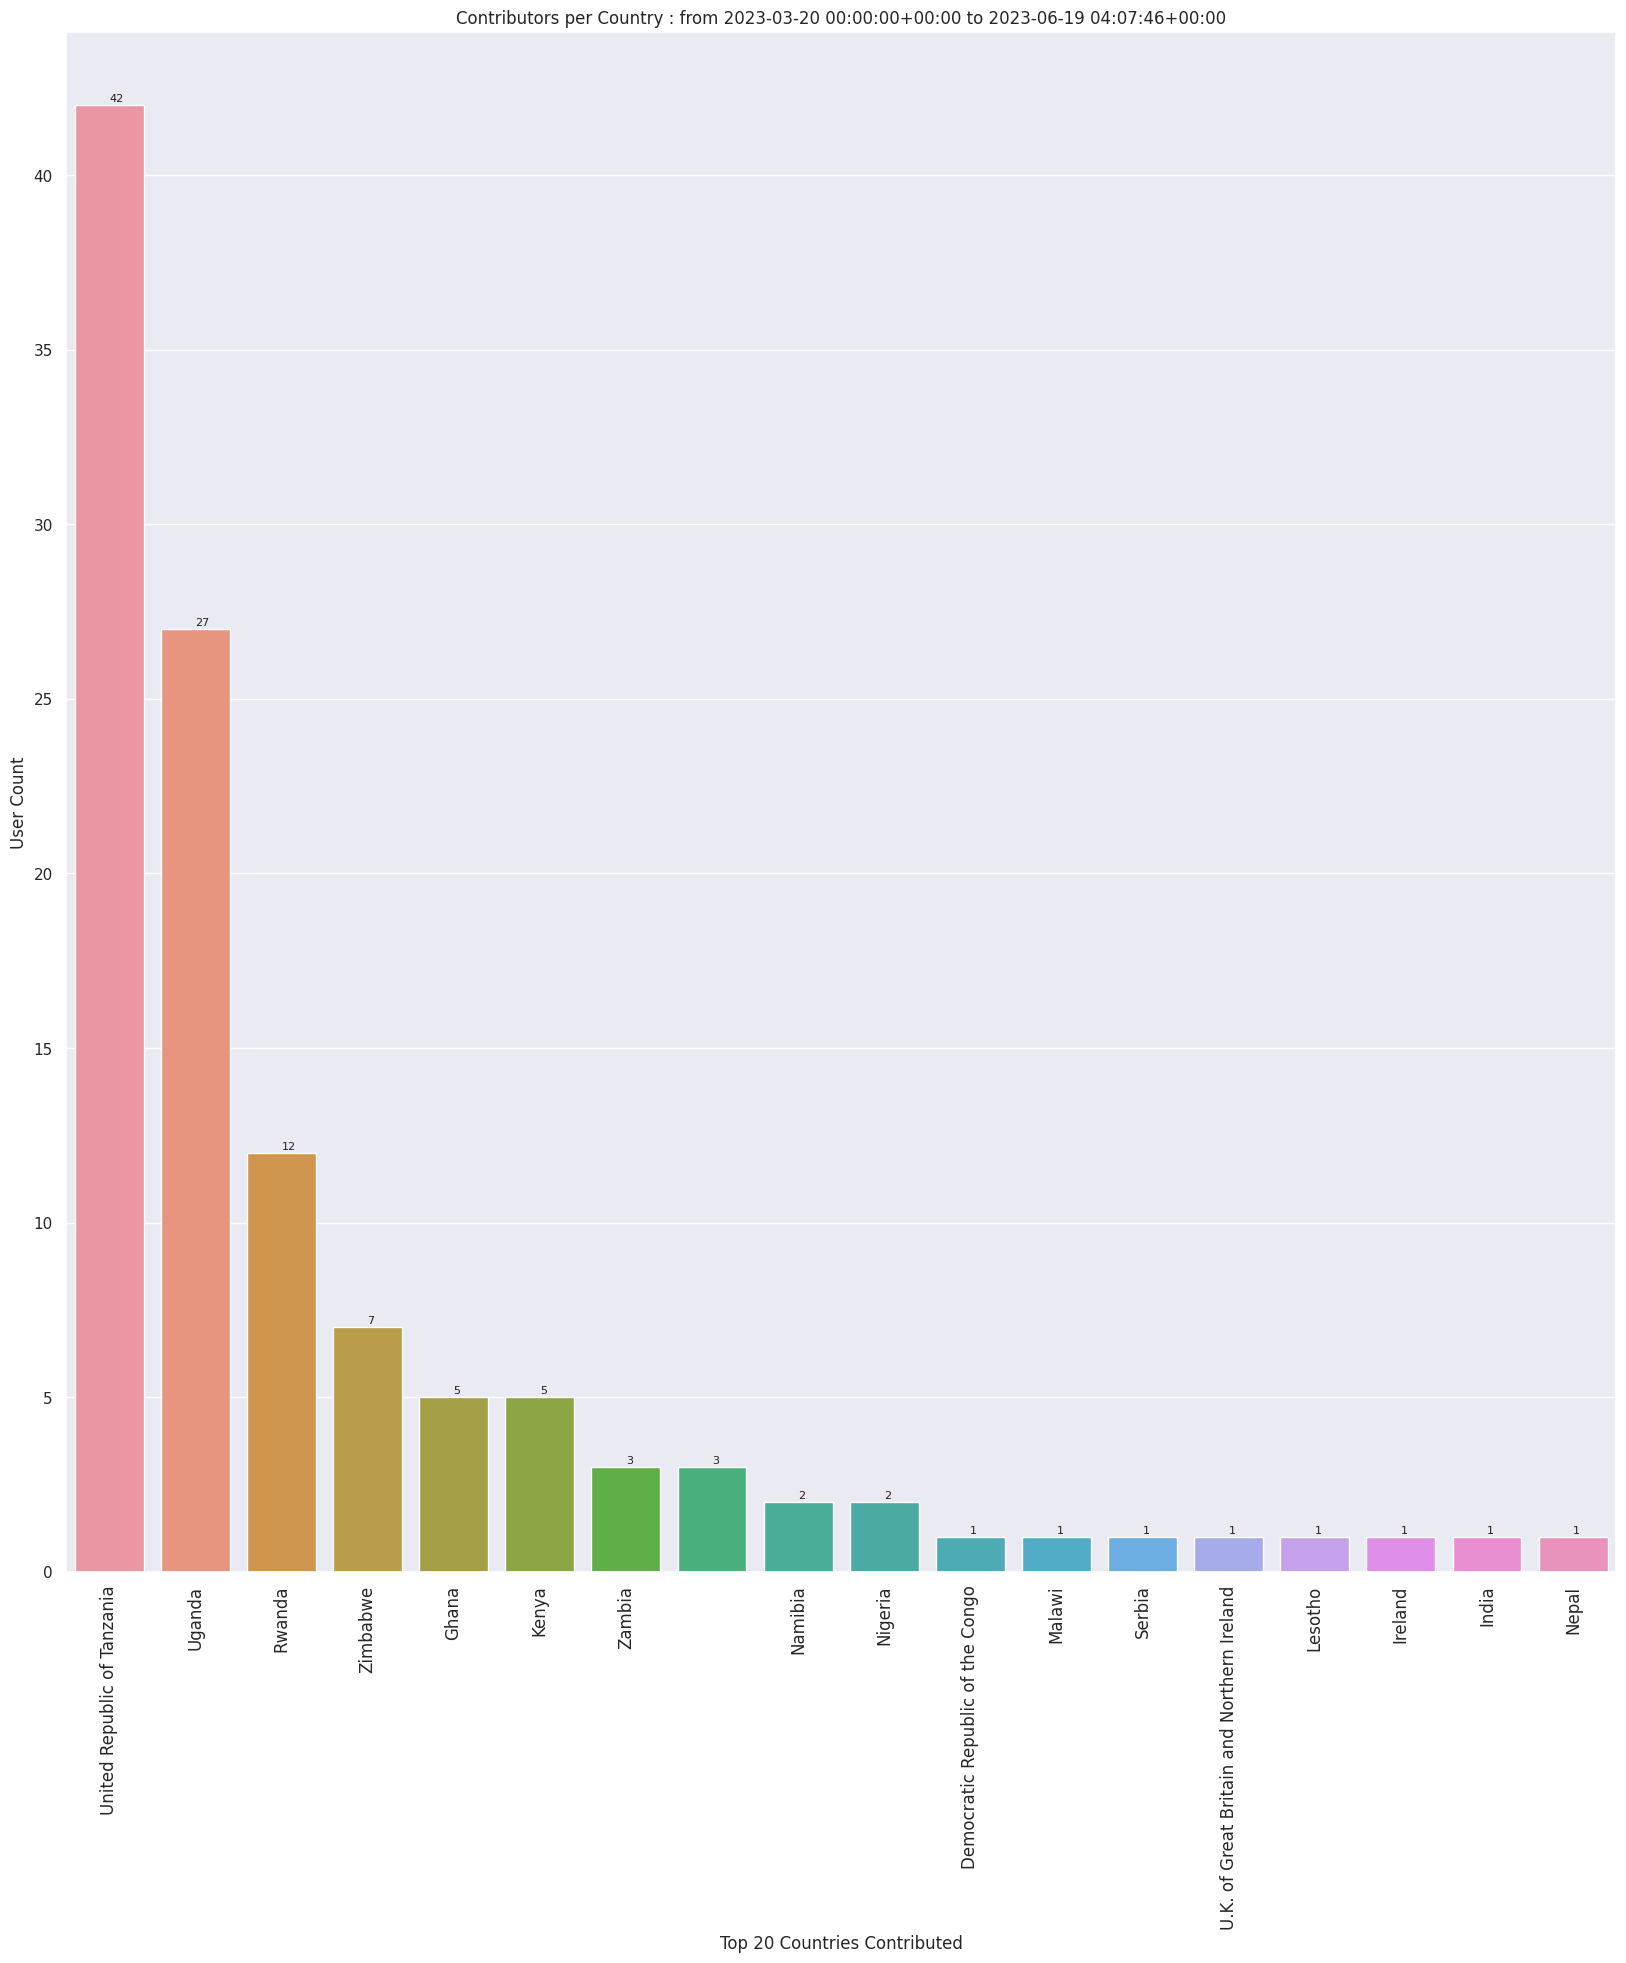 Contributors per Country : from 2023-03-20 00:00:00+00:00 to 2023-06-19 04:07:46+00:00
User Count
40
35
30
25
20
15
10
5
0
42
27
12
7
5
5
3
3
2
2
1
1
1
1
1
1
1
1
United Republic of Tanzania
Uganda
Rwanda
Zimbabwe
Ghana
Kenya
Zambia
Namibia
Nigeria
Democratic Republic of the Congo
Malawi
Serbia
U.K. of Great Britain and Northern Ireland
Lesotho
Ireland
India
Nepal
Top 20 Countries Contributed